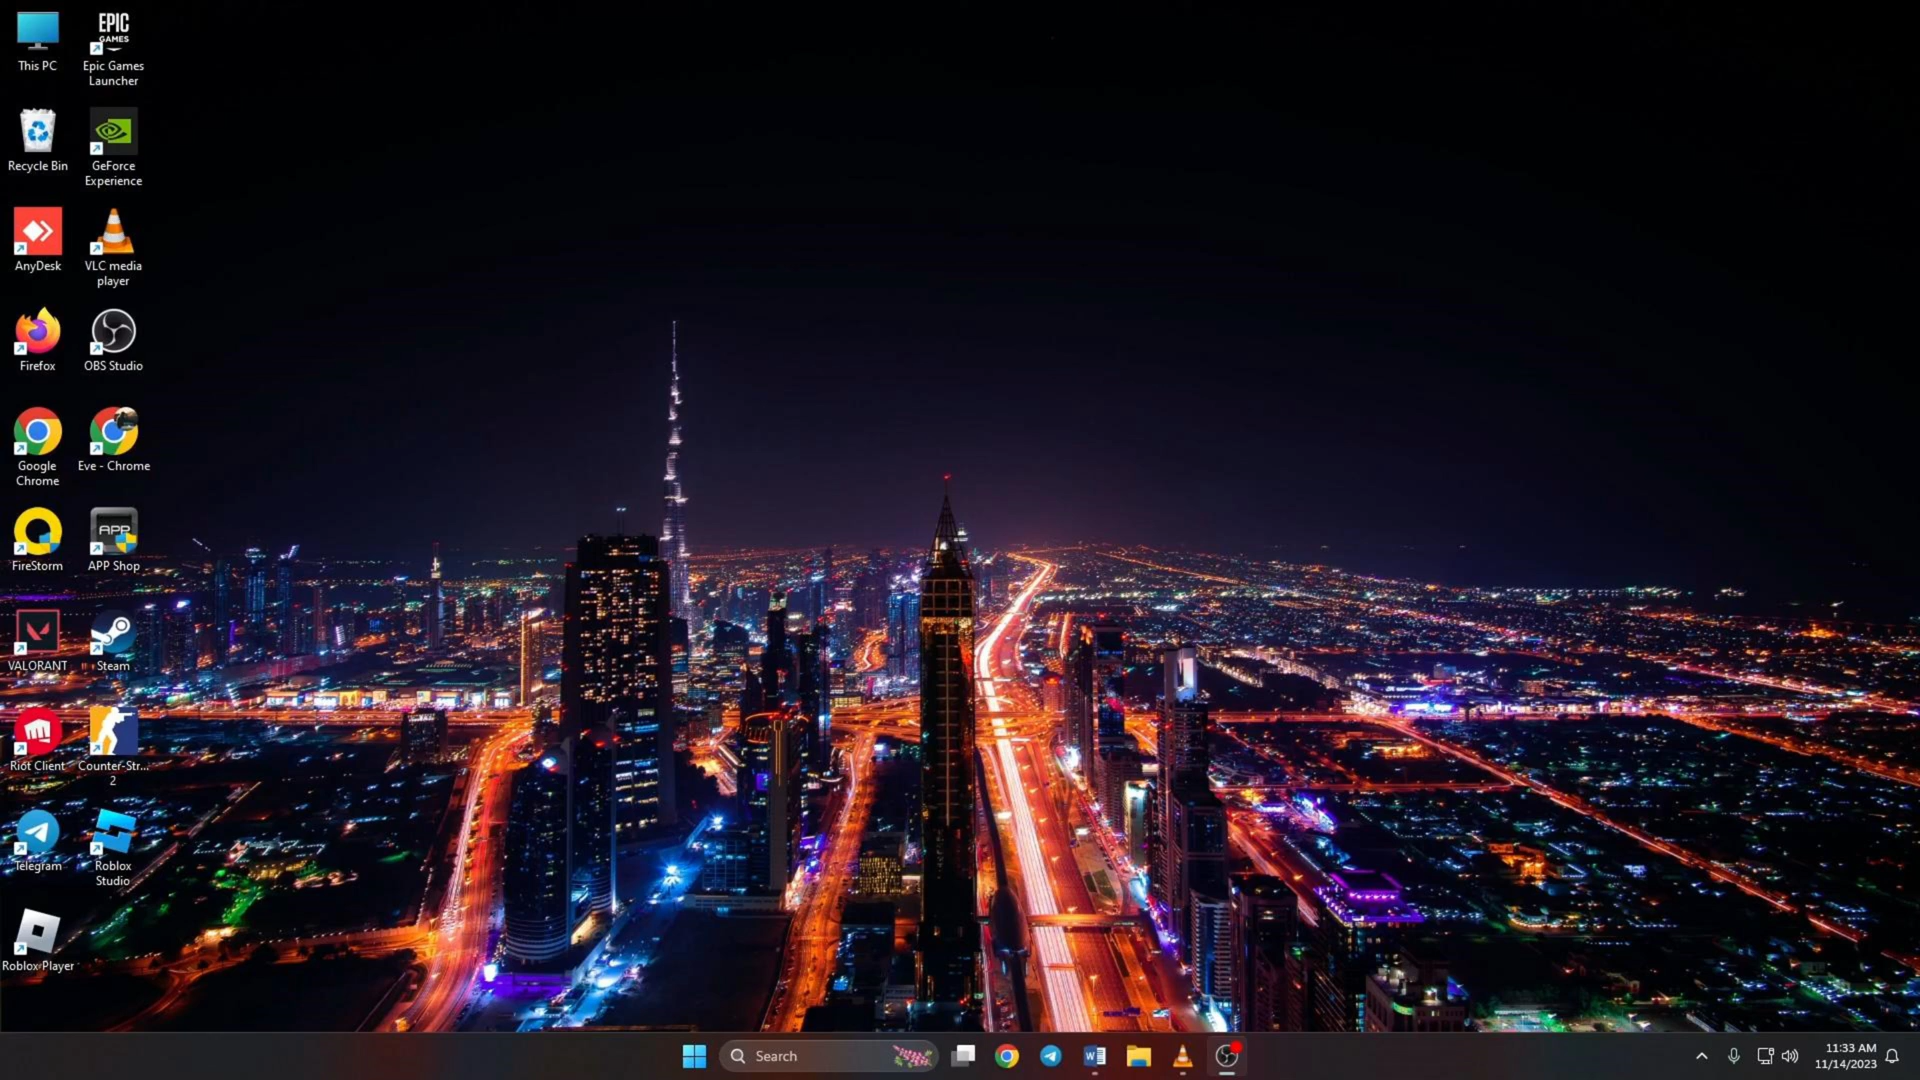 This PC
EPIC
GAMES
Epic Games
Launcher
Recycle Bin
GeForce
Experience
AnyDesk
VLC media
player
Firefox
OBS Studio
Google
Chrome
Eve - Chrome
FireStorm
APP
APP Shop
VALORANT
Steam
Riot Client
Counter-Str...
2
Telegram
Roblox
Studio
Roblox Player
Search
W
11:33 AM
11/14/2023